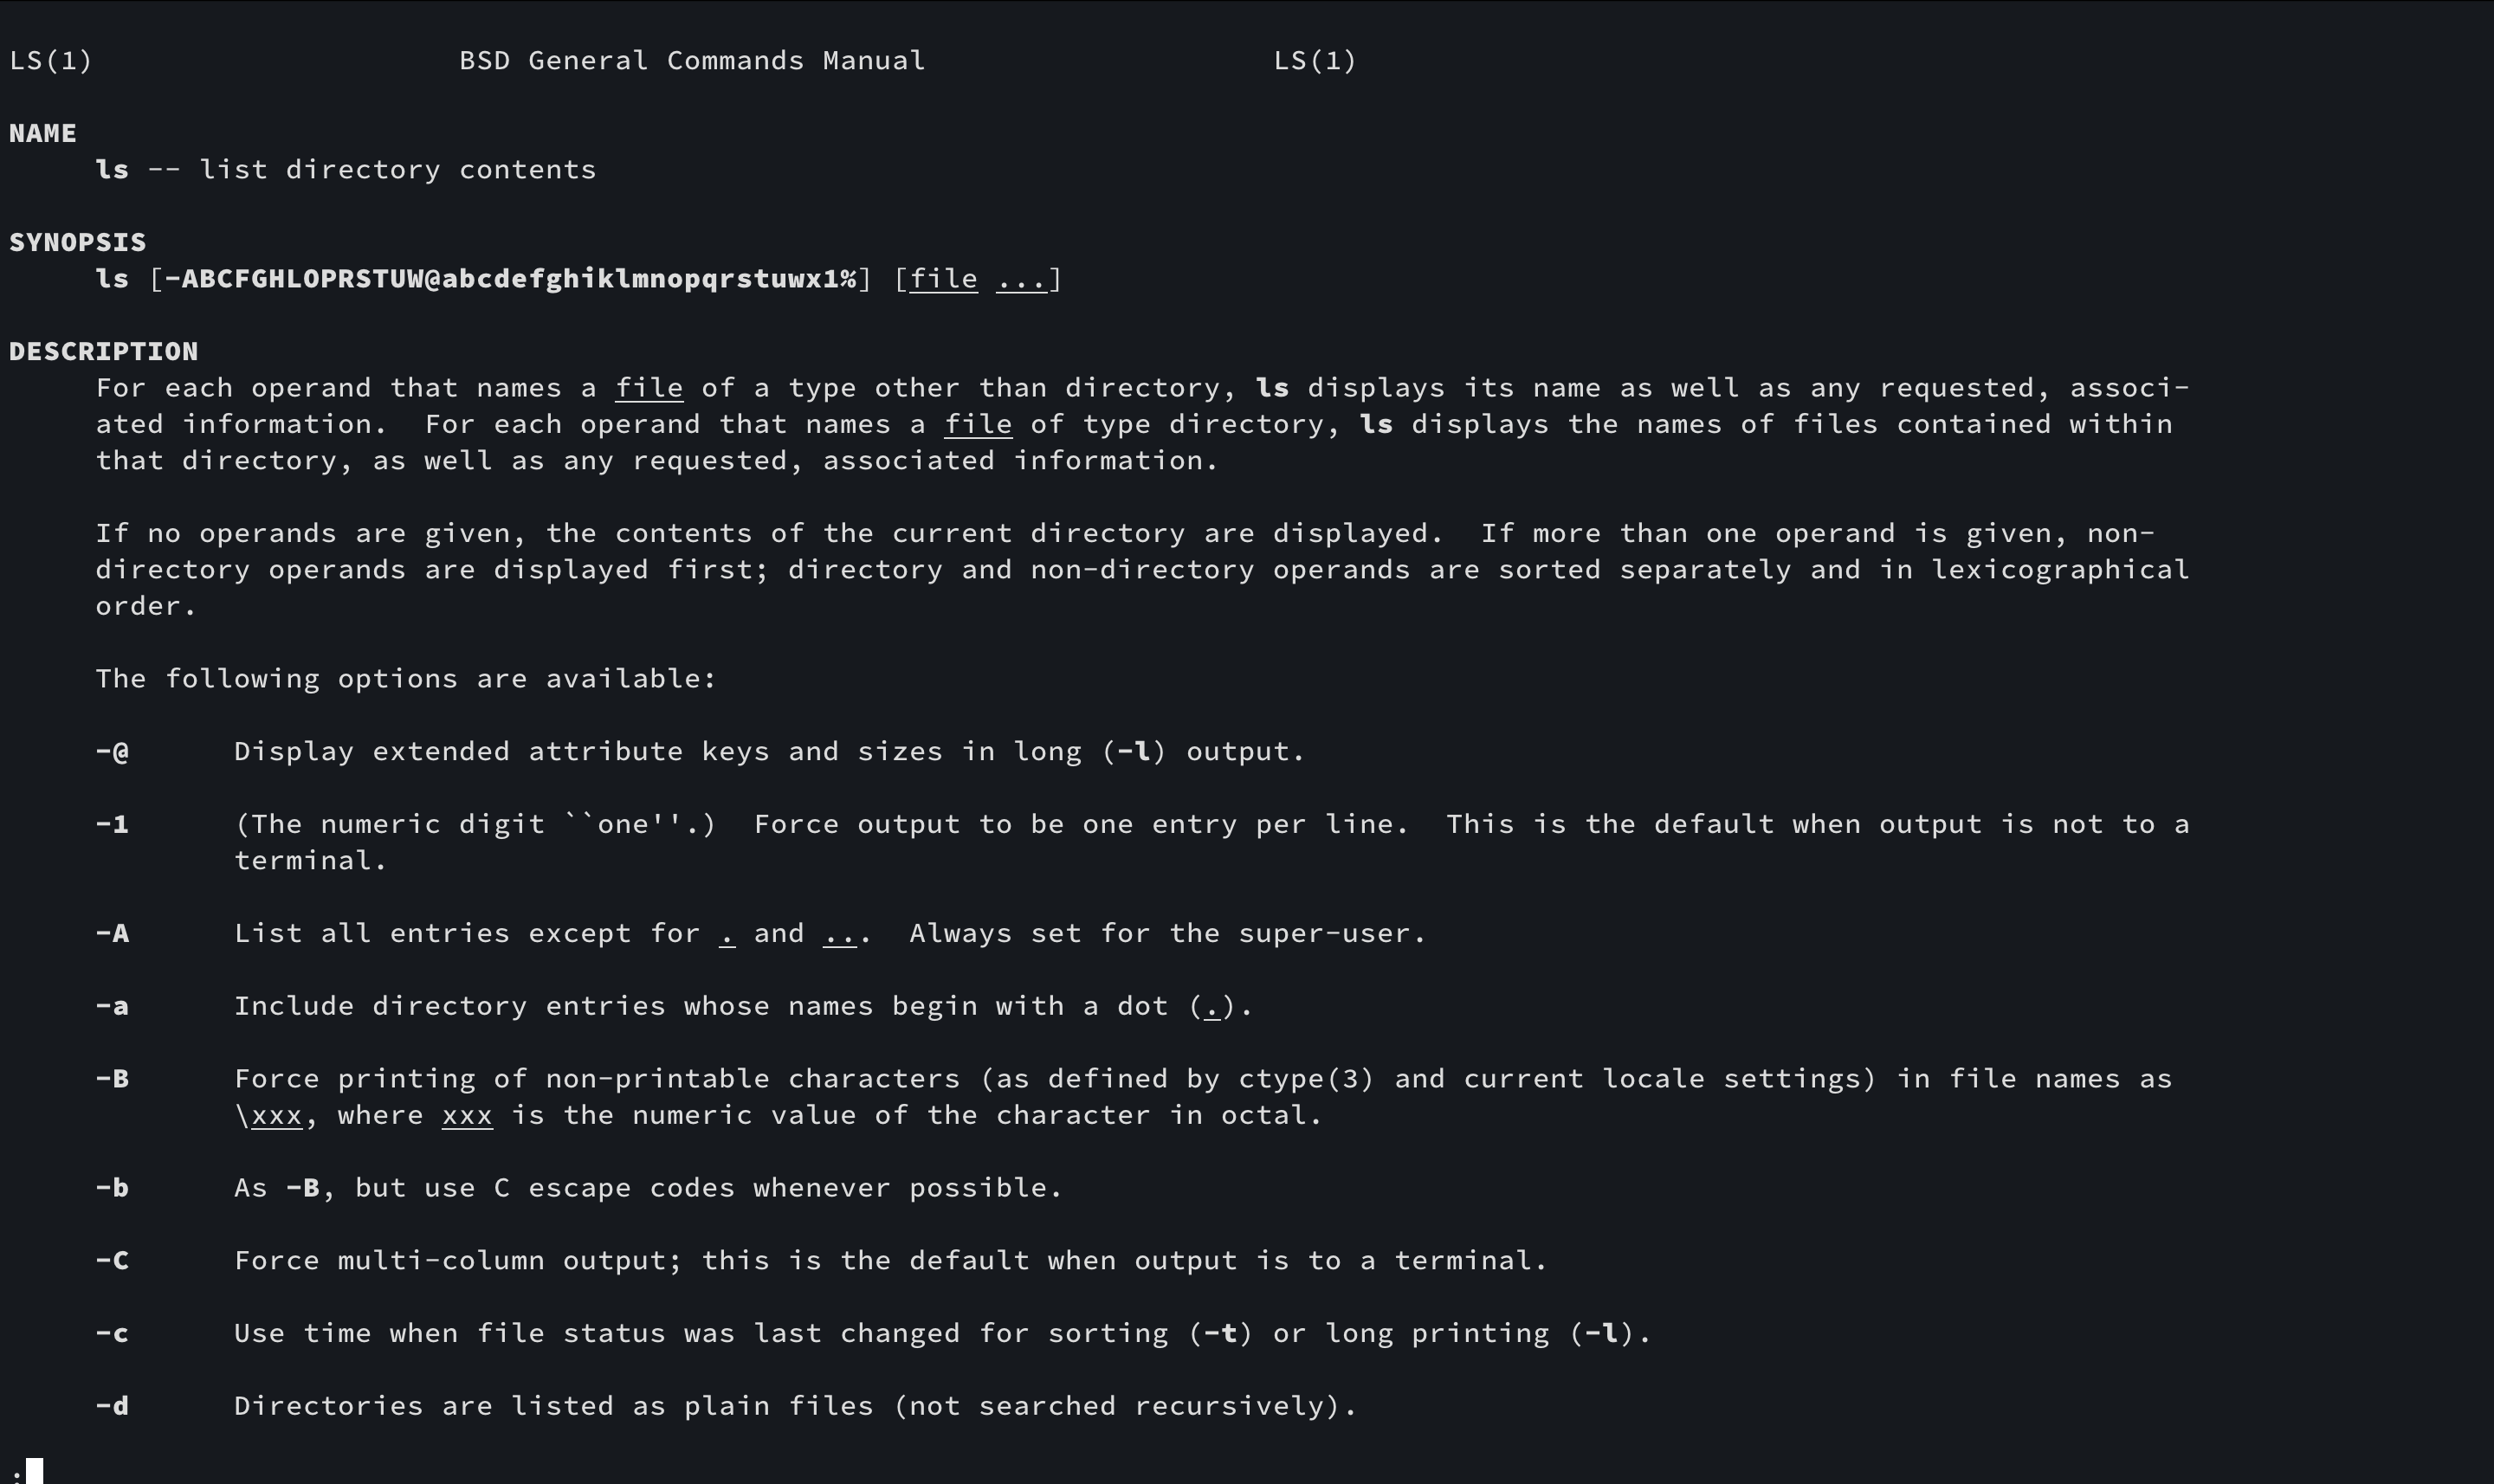 LS(1)                     BSD General Commands Manual                    LS(1)
NAME
ls -- list directory contents
SYNOPSIS
ls [-ABCFGHLOPRSTUW@abcdefghiklmnopqrstuwx1%] [file ...]
DESCRIPTION
For each operand that names a file of a type other than directory, ls displays its name as well as any requested, associ-
ated information.  For each operand that names a file of type directory, ls displays the names of files contained within
that directory, as well as any requested, associated information.
If no operands are given, the contents of the current directory are displayed.  If more than one operand is given, non-
directory operands are displayed first; directory and non-directory operands are sorted separately and in lexicographical
order.
The following options are available:
-@      Display extended attribute keys and sizes in long (-l) output.
-1      (The numeric digit ``one''.)  Force output to be one entry per line.  This is the default when output is not to a
terminal.
-A      List all entries except for . and ...  Always set for the super-user.
-a      Include directory entries whose names begin with a dot (.).
-B      Force printing of non-printable characters (as defined by ctype(3) and current locale settings) in file names as
\xxx, where xxx is the numeric value of the character in octal.
-b      As -B, but use C escape codes whenever possible.
-C      Force multi-column output; this is the default when output is to a terminal.
-c      Use time when file status was last changed for sorting (-t) or long printing (-l).
-d      Directories are listed as plain files (not searched recursively).
: